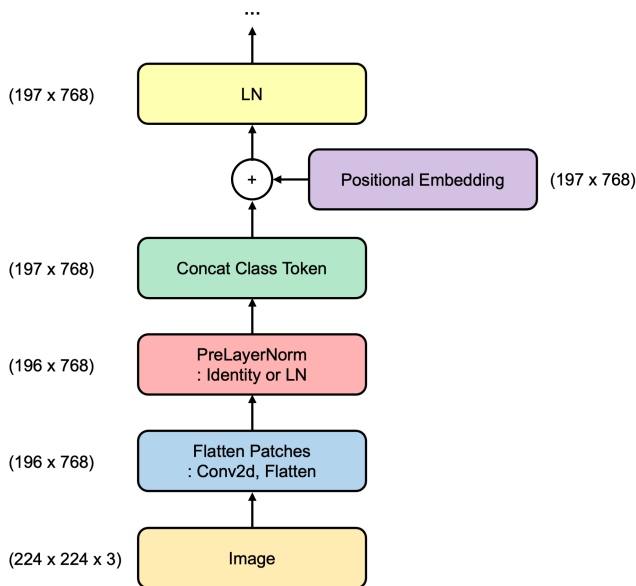 ...
(197 x 768)
LN
+
Positional Embedding
(197 x 768)
(197 x 768)
Concat Class Token
(196 x 768)
PreLayerNorm
: Identity or LN
(196 x 768)
Flatten Patches
: Conv2d, Flatten
(224 x 224 x 3)
Image